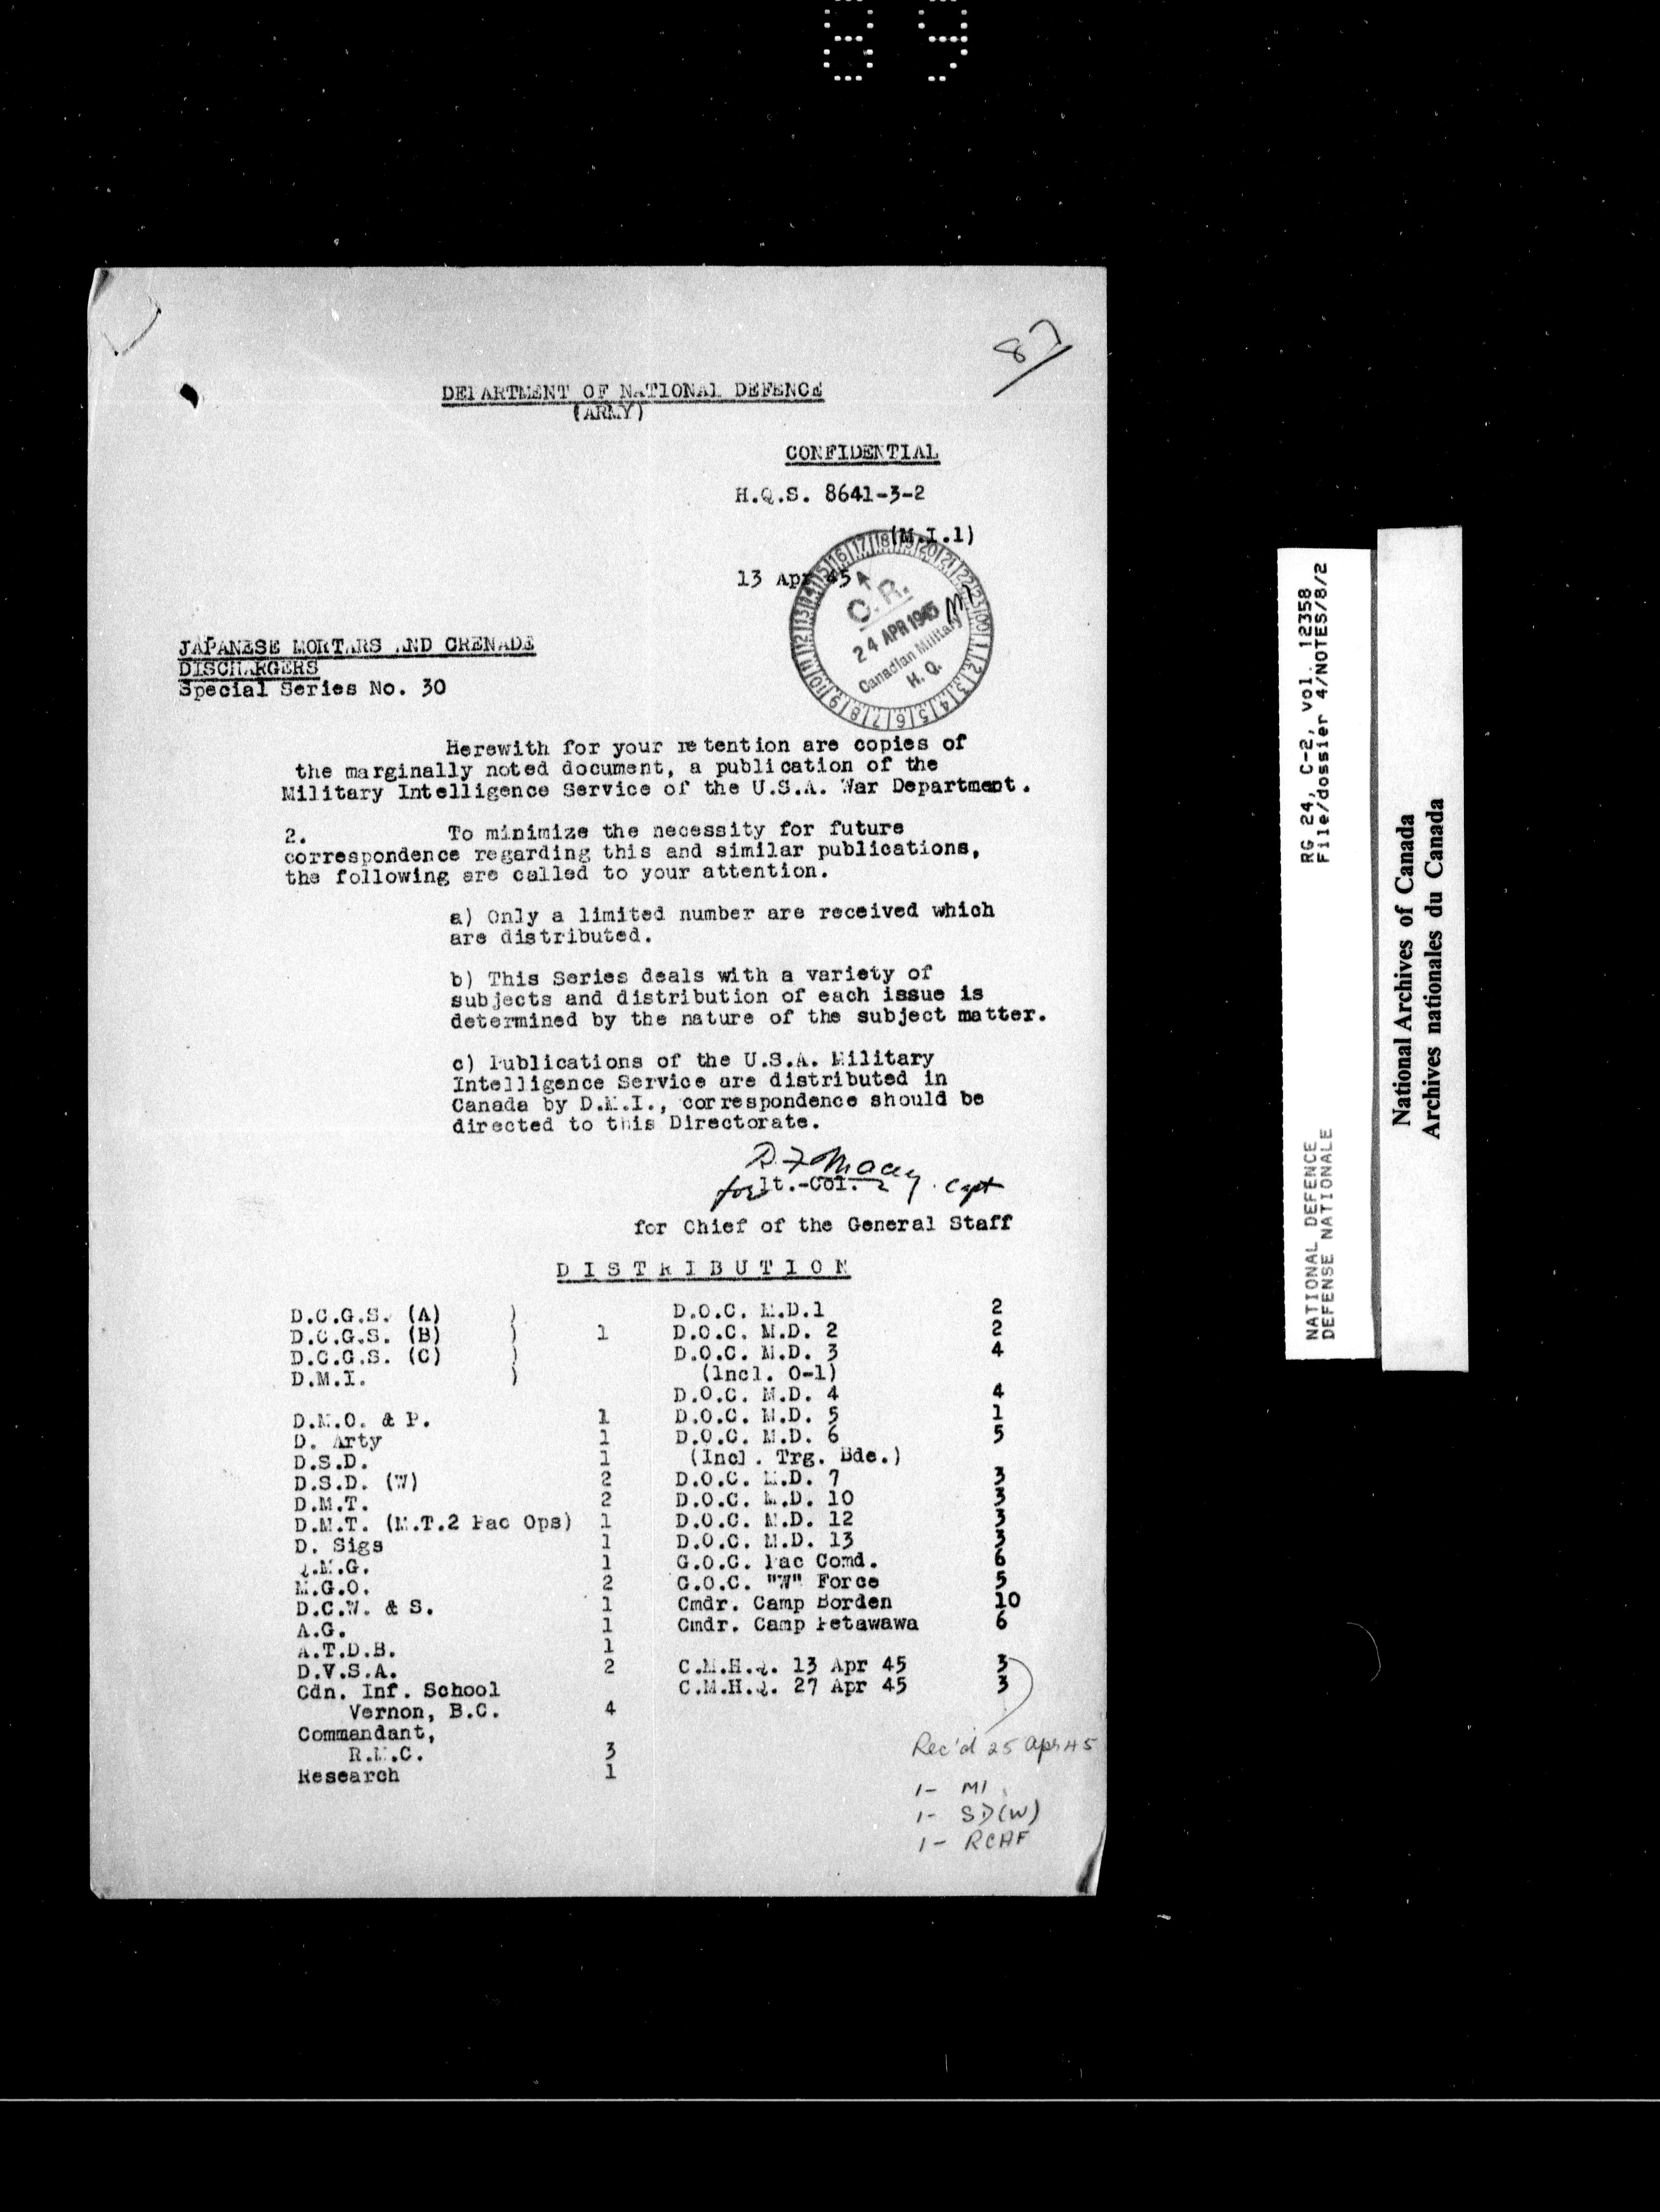 89
87
DEPARTMENT OF NATIONAL DEFENCE
(ARMY)
CONFIDENTIAL
H.Q.S. 8641-3-2
(M.I.1)
13 Apr 45
C.R.
24 APR 1945
Canadian Military
H. Q.
MI
JAPANESE MORTARS AND GRENADE
DISCHARGERS
Special Series No. 30
Herewith for your retention are copies of
the marginally noted document, a publication of the
Military Intelligence Service of the U.S.A. War Department.
2. To minimize the necessity for future
correspondence regarding this and similar publications,
the following are called to your attention.
a) Only a limited number are received which
are distributed.
b) This Series deals with a variety of
subjects and distribution of each issue is
determined by the nature of the subject matter.
c) Publications of the U.S.A. Military
Intelligence Service are distributed in
Canada by D.M.I., correspondence should be
directed to this Directorate.
for Lt.-Col. Capt
for Chief of the General Staff
DISTRIBUTION
D.C.G.S. (A) )
D.C.G.S. (B) ) 1
D.C.G.S. (C) )
D.M.I. )
D.M.O. & P. 1
D. Arty 1
D.S.D. 1
D.S.D. (W) 2
D.M.T. 2
D.M.T. (M.T.2 Pac Ops) 1
D. Sigs 1
Q.M.G. 1
M.G.O. 2
D.C.W. & S. 1
A.G. 1
A.T.D.B. 1
D.V.S.A. 2
Cdn. Inf. School
Vernon, B.C. 4
Commandant,
R.M.C. 3
Research 1
D.O.C. M.D.1 2
D.O.C. M.D. 2 2
D.O.C. M.D. 3 4
(Incl. O-1)
D.O.C. M.D. 4 4
D.O.C. M.D. 5 1
D.O.C. M.D. 6 5
(Incl. Trg. Bde.)
D.O.C. M.D. 7 3
D.O.C. M.D. 10 3
D.O.C. M.D. 12 3
D.O.C. M.D. 13 3
G.O.C. Pac Comd. 6
G.O.C. "W" Force 5
Cmdr. Camp Borden 10
Cmdr. Camp Petawawa 6
C.M.H.Q. 13 Apr 45 3
C.M.H.Q. 27 Apr 45 3
Rec'd 25 Apr 45
1- MI
1- SD(W)
1- RCAF
RG 24, C-2, vol. 12358
File/dossier 4/NOTES/8/2
NATIONAL DEFENCE
DEFENSE NATIONALE
National Archives of Canada
Archives nationales du Canada